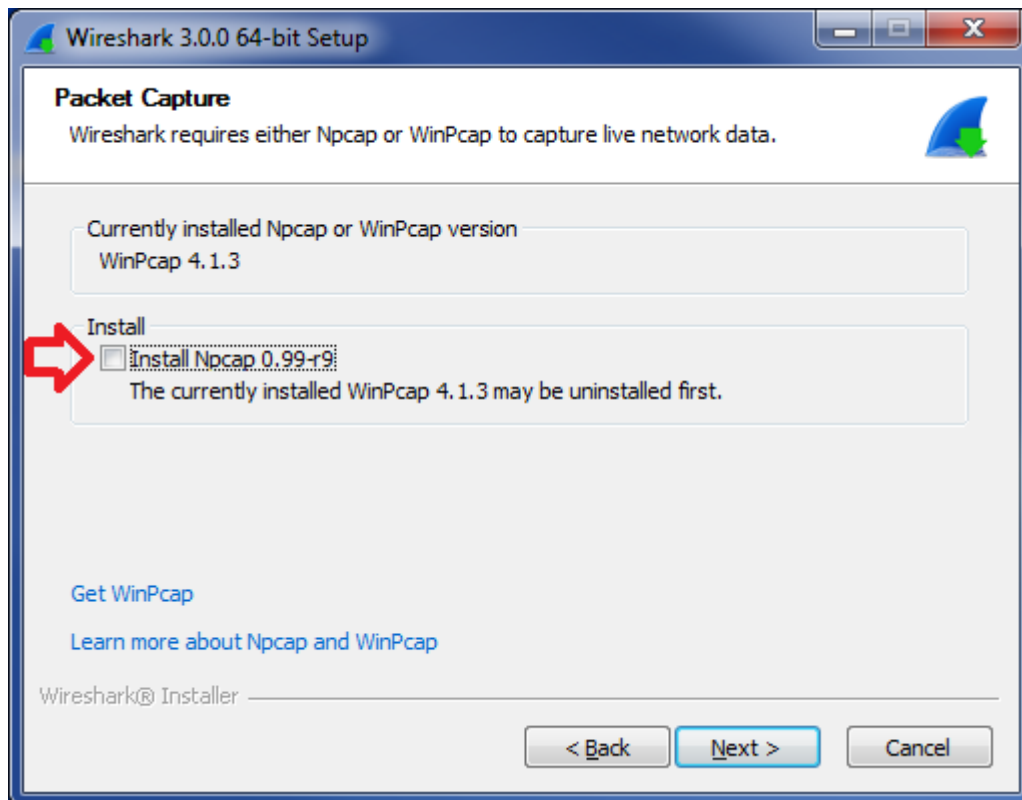 Wireshark 3.0.0 64-bit Setup
Packet Capture
Wireshark requires either Npcap or WinPcap to capture live network data.
Currently installed Npcap or WinPcap version
WinPcap 4.1.3
Install
Install Npcap 0.99-r9
The currently installed WinPcap 4.1.3 may be uninstalled first.
Get WinPcap
Learn more about Npcap and WinPcap
Wireshark® Installer
< Back Next > Cancel